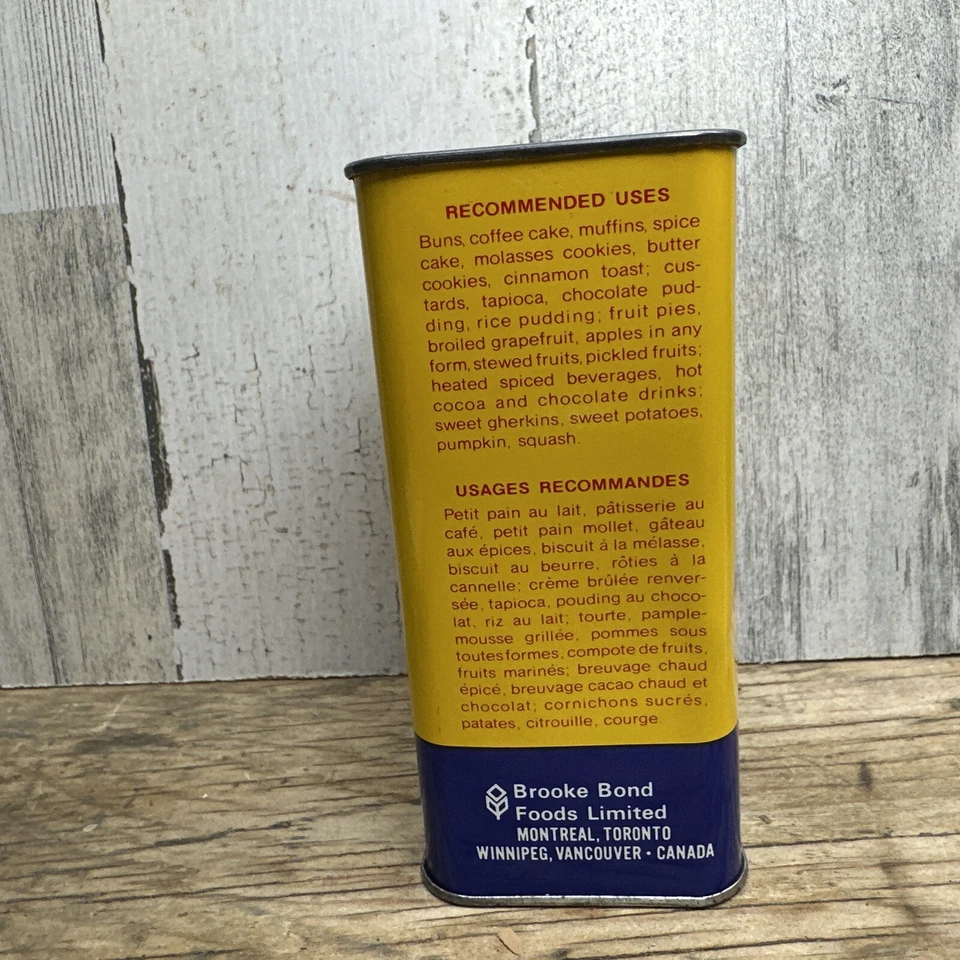 RECOMMENDED USES
Buns, coffee cake, muffins, spice
cake, molasses cookies, butter
cookies, cinnamon toast; cus-
tards, tapioca, chocolate pud-
ding, rice pudding; fruit pies,
broiled grapefruit, apples in any
form, stewed fruits, pickled fruits;
heated spiced beverages, hot
cocoa and chocolate drinks;
sweet gherkins, sweet potatoes,
pumpkin, squash.
USAGES RECOMMANDES
Petit pain au lait, pâtisserie au
café, petit pain mollet, gâteau
aux épices, biscuit à la mélasse,
biscuit au beurre, rôties à la
cannelle; crème brûlée renver-
sée, tapioca, pouding au choco-
lat, riz au lait; tourte, pample-
mousse grillée, pommes sous
toutes formes, compote de fruits,
fruits marinés; breuvage chaud
épicé, breuvage cacao chaud et
chocolat; cornichons sucrés,
patates, citrouille, courge.
Brooke Bond
Foods Limited
MONTREAL, TORONTO
WINNIPEG, VANCOUVER • CANADA